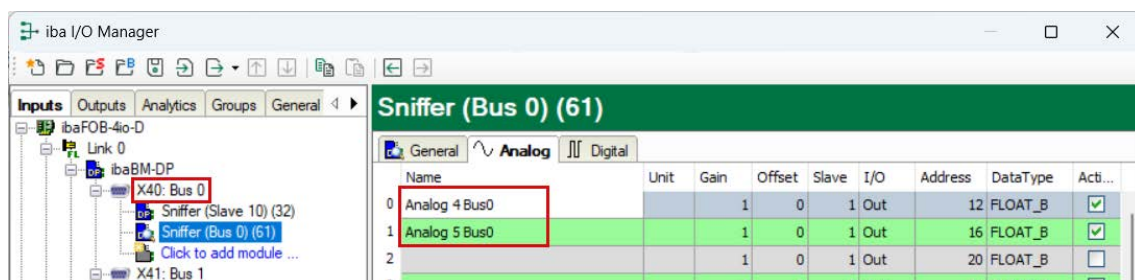 iba I/O Manager
Inputs Outputs Analytics Groups General
ibaFOB-4io-D
Link 0
ibaBM-DP
X40: Bus 0
Sniffer (Slave 10) (32)
Sniffer (Bus 0) (61)
Click to add module ...
X41: Bus 1
Sniffer (Bus 0) (61)
General Analog Digital
Name Unit Gain Offset Slave I/O Address DataType Acti...
0 Analog 4 Bus0 1 0 1 Out 12 FLOAT_B
1 Analog 5 Bus0 1 0 1 Out 16 FLOAT_B
2 1 0 1 Out 20 FLOAT_B